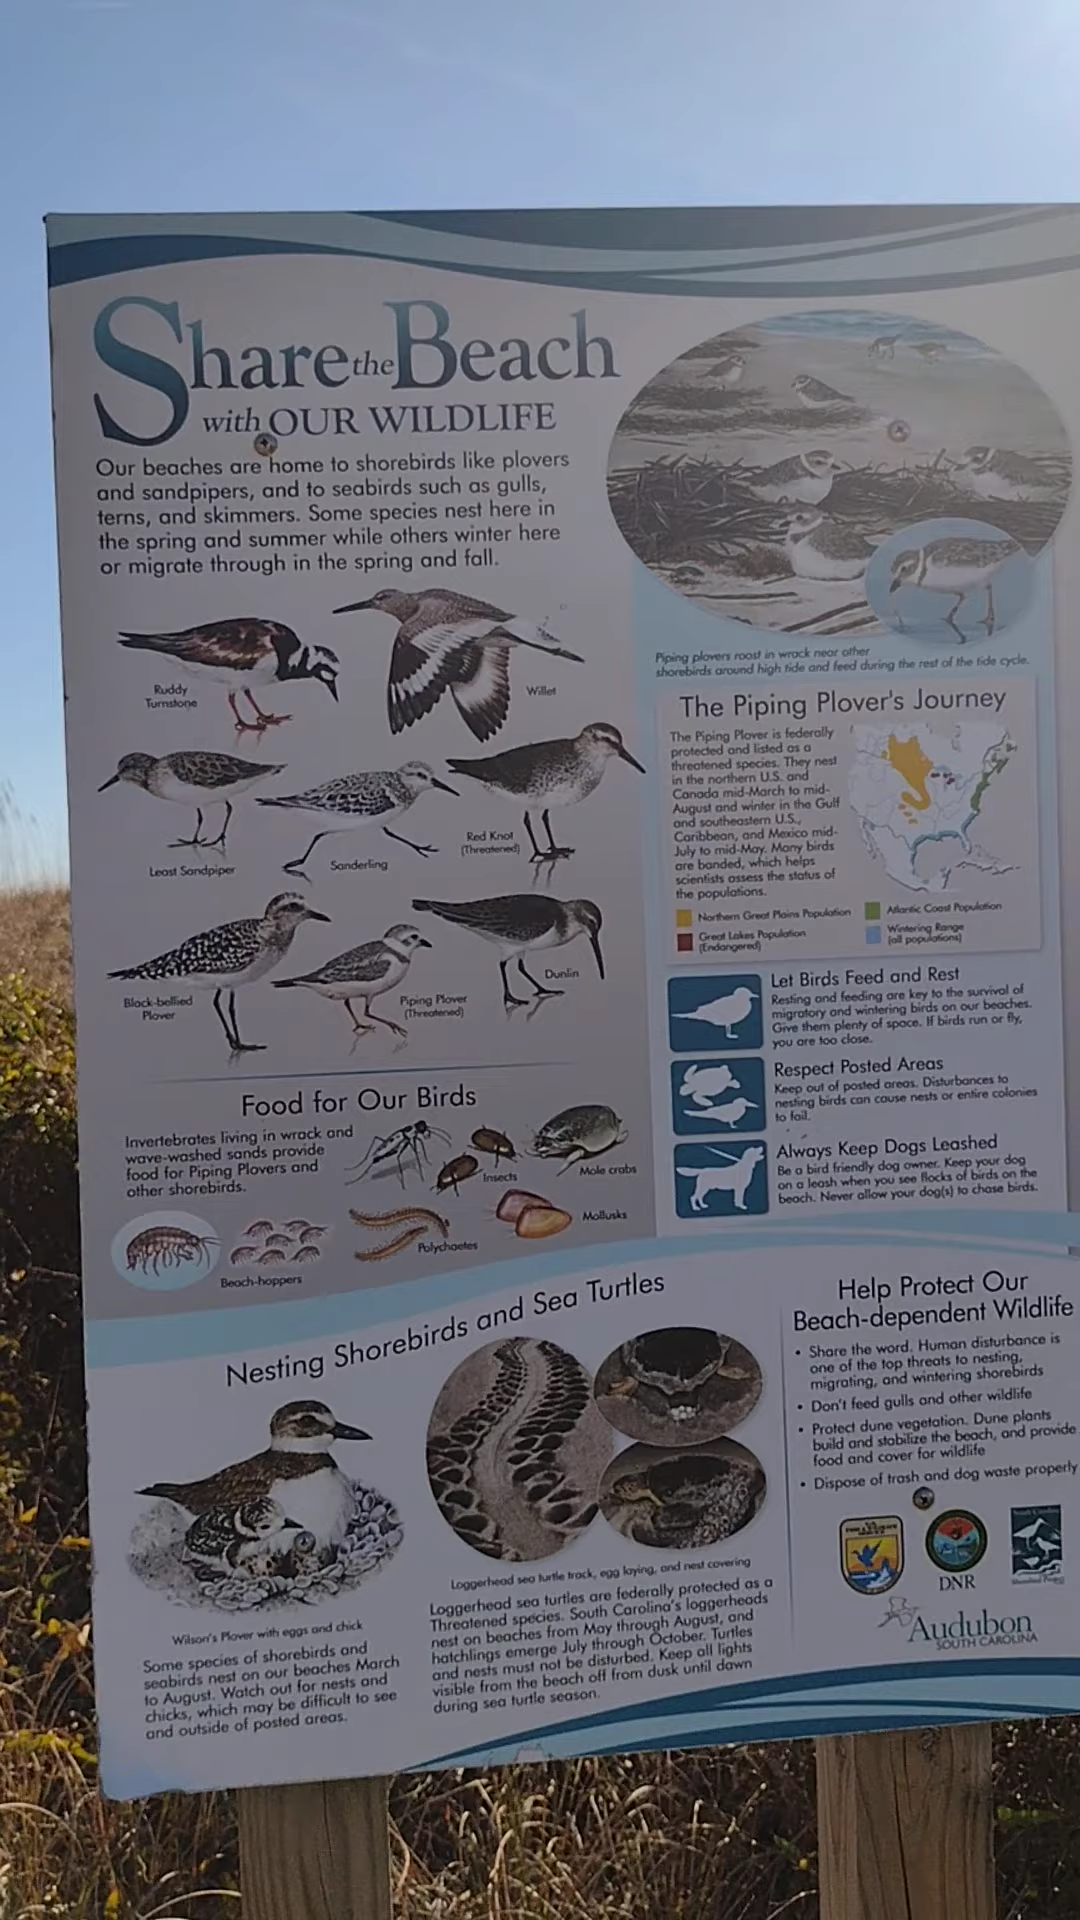 Share the Beach
with OUR WILDLIFE
Our beaches are home to shorebirds like plovers
and sandpipers, and to seabirds such as gulls,
terns, and skimmers. Some species nest here in
the spring and summer while others winter here
or migrate through in the spring and fall.
Ruddy
Turnstone
Willet
Least Sandpiper
Sanderling
Red Knot
(Threatened)
Black-bellied
Plover
Piping Plover
(Threatened)
Dunlin
Piping plovers roost in wrack near other
shorebirds around high tide and feed during the rest of the tide cycle.
The Piping Plover's Journey
The Piping Plover is federally
protected and listed as a
threatened species. They nest
in the northern U.S. and
Canada mid-March to mid-
August and winter in the Gulf
and southeastern U.S.,
Caribbean, and Mexico mid-
July to mid-May. Many birds
are banded, which helps
scientists assess the status of
the populations.
Northern Great Plains Population
Great Lakes Population
(Endangered)
Atlantic Coast Population
Wintering Range
(all populations)
Let Birds Feed and Rest
Resting and feeding are key to the survival of
migratory and wintering birds on our beaches.
Give them plenty of space. If birds run or fly,
you are too close.
Respect Posted Areas
Keep out of posted areas. Disturbances to
nesting birds can cause nests or entire colonies
to fail.
Always Keep Dogs Leashed
Be a bird friendly dog owner. Keep your dog
on a leash when you see flocks of birds on the
beach. Never allow your dog(s) to chase birds.
Food for Our Birds
Invertebrates living in wrack and
wave-washed sands provide
food for Piping Plovers and
other shorebirds.
Insects
Mole crabs
Mollusks
Polychaetes
Beach-hoppers
Nesting Shorebirds and Sea Turtles
Wilson's Plover with eggs and chick
Some species of shorebirds and
seabirds nest on our beaches March
to August. Watch out for nests and
chicks, which may be difficult to see
and outside of posted areas.
Loggerhead sea turtle track, egg laying, and nest covering
Loggerhead sea turtles are federally protected as a
Threatened species. South Carolina's loggerheads
nest on beaches from May through August, and
hatchlings emerge July through October. Turtles
and nests must not be disturbed. Keep all lights
visible from the beach off from dusk until dawn
during sea turtle season.
Help Protect Our
Beach-dependent Wildlife
• Share the word. Human disturbance is
one of the top threats to nesting,
migrating, and wintering shorebirds
• Don't feed gulls and other wildlife
• Protect dune vegetation. Dune plants
build and stabilize the beach, and provide
food and cover for wildlife
• Dispose of trash and dog waste properly
DNR
Audubon
SOUTH CAROLINA